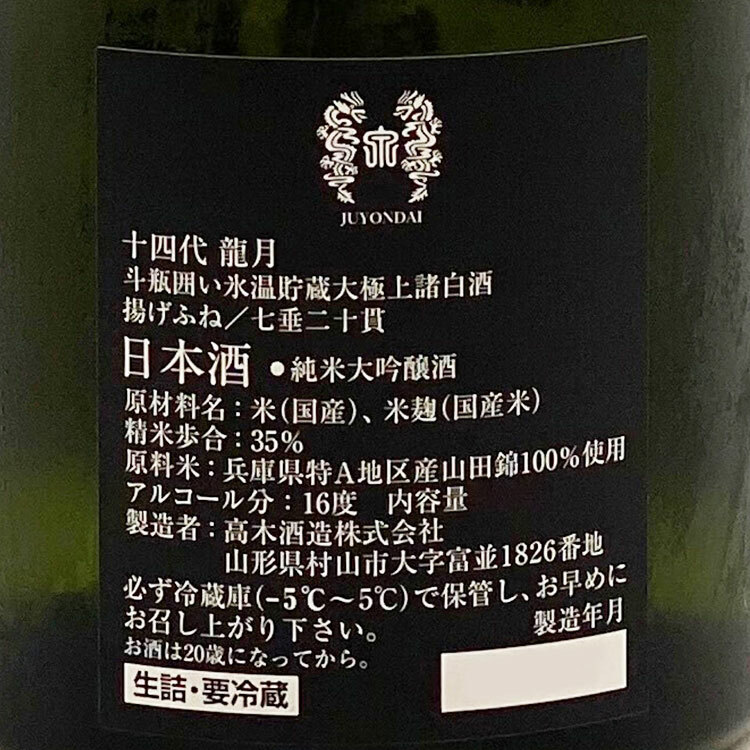 JUYONDAI
十四代 龍月
斗瓶囲い氷温貯蔵大極上諸白酒
揚げふね／七垂二十貫
日本酒 ●純米大吟醸酒
原材料名：米（国産）、米麹（国産米）
精米歩合：35％
原料米：兵庫県特A地区産山田錦100％使用
アルコール分：16度 内容量
製造者：高木酒造株式会社
山形県村山市大字富並1826番地
必ず冷蔵庫（-5℃～5℃）で保管し、お早めに
お召し上がり下さい。
製造年月
お酒は20歳になってから。
生詰・要冷蔵